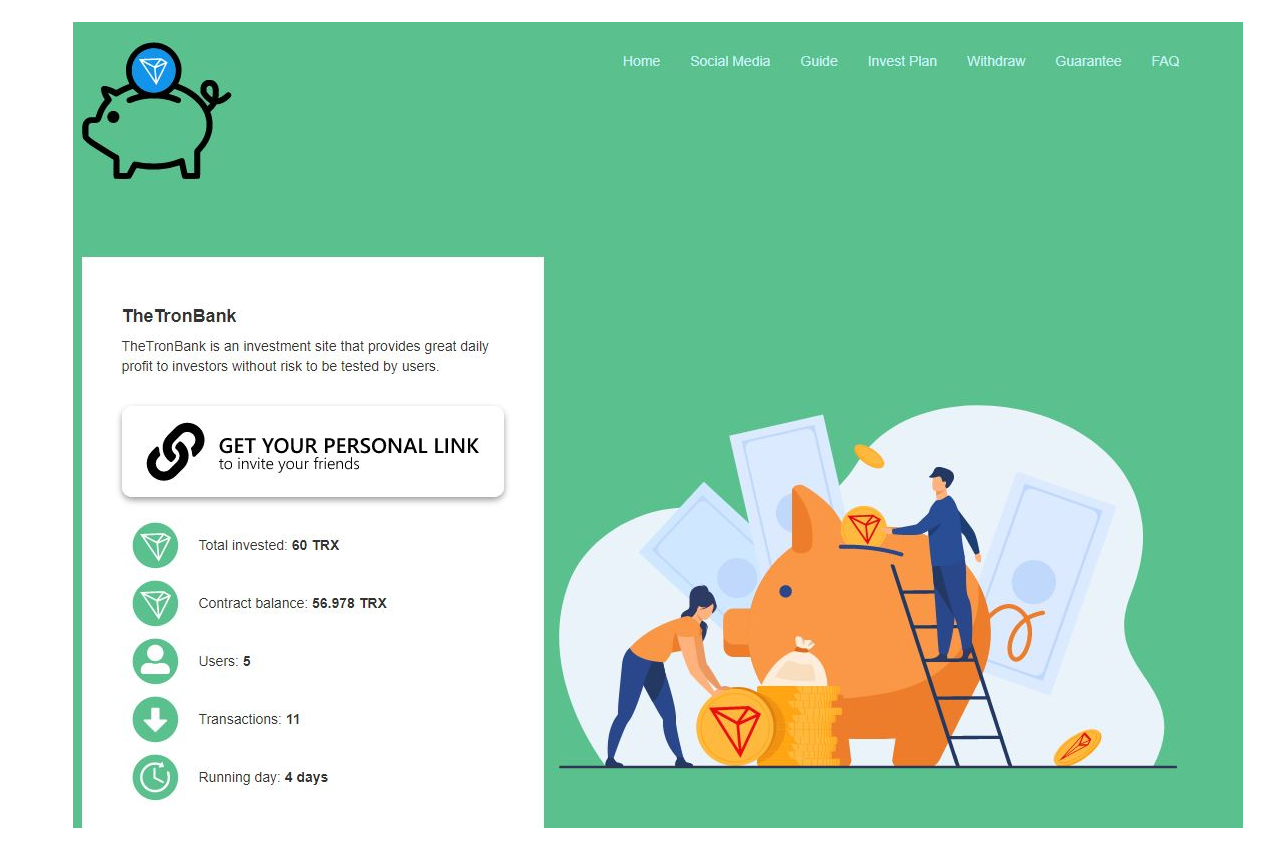 Home Social Media Guide Invest Plan Withdraw Guarantee FAQ
TheTronBank
TheTronBank is an investment site that provides great daily
profit to investors without risk to be tested by users.
GET YOUR PERSONAL LINK
to invite your friends
Total invested: 60 TRX
Contract balance: 56.978 TRX
Users: 5
Transactions: 11
Running day: 4 days